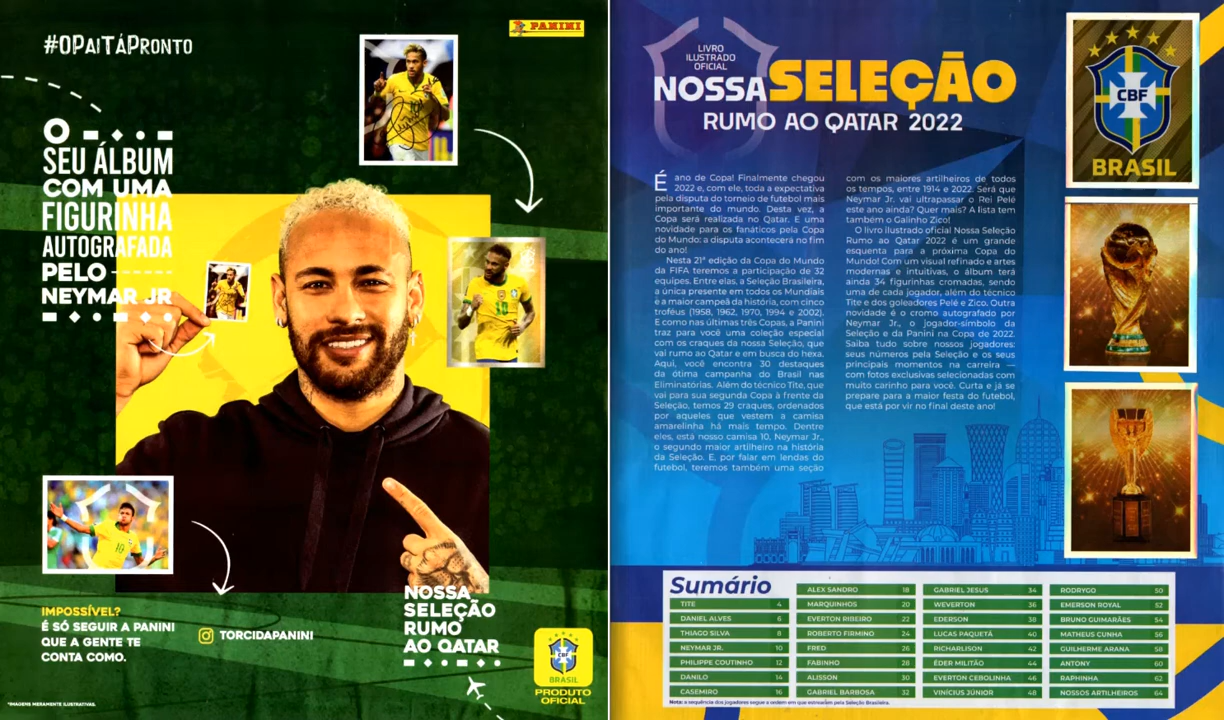 #OPAITÁPRONTO
PANINI
O
SEU ÁLBUM
COM UMA
FIGURINHA
AUTOGRAFADA
PELO
NEYMAR JR
IMPOSSÍVEL?
É SÓ SEGUIR A PANINI
QUE A GENTE TE
CONTA COMO.
TORCIDAPANINI
NOSSA
SELEÇÃO
RUMO
AO QATAR
CBF
BRASIL
PRODUTO
OFICIAL
*IMAGENS MERAMENTE ILUSTRATIVAS.
LIVRO
ILUSTRADO
OFICIAL
NOSSA SELEÇÃO
RUMO AO QATAR 2022
É ano de Copa! Finalmente chegou
2022 e, com ele, toda a expectativa
pela disputa do torneio de futebol mais
importante do mundo. Desta vez, a
Copa será realizada no Qatar. E uma
novidade para os fanáticos pela Copa
do Mundo: a disputa acontecerá no fim
do ano!
Nesta 21ª edição da Copa do Mundo
da FIFA teremos a participação de 32
equipes. Entre elas, a Seleção Brasileira,
a única presente em todos os Mundiais
e a maior campeã da história, com cinco
troféus (1958, 1962, 1970, 1994 e 2002).
E como nas últimas três Copas, a Panini
traz para você uma coleção especial
com os craques da nossa Seleção, que
vai rumo ao Qatar e em busca do hexa.
Aqui, você encontra 30 destaques
da ótima campanha do Brasil nas
Eliminatórias. Além do técnico Tite, que
vai para sua segunda Copa à frente da
Seleção, temos 29 craques, ordenados
por aqueles que vestem a camisa
amarelinha há mais tempo. Dentre
eles, está nosso camisa 10, Neymar Jr.,
o segundo maior artilheiro na história
da Seleção. E, por falar em lendas do
futebol, teremos também uma seção
com os maiores artilheiros de todos
os tempos, entre 1914 e 2022. Será que
Neymar Jr. vai ultrapassar o Rei Pelé
este ano ainda? Quer mais? A lista tem
também o Galinho Zico!
O livro ilustrado oficial Nossa Seleção
Rumo ao Qatar 2022 é um grande
esquenta para a próxima Copa do
Mundo! Com um visual refinado e artes
modernas e intuitivas, o álbum terá
ainda 34 figurinhas cromadas, sendo
uma de cada jogador, além do técnico
Tite e dos goleadores Pelé e Zico. Outra
novidade é o cromo autografado por
Neymar Jr., o jogador-símbolo da
Seleção e da Panini na Copa de 2022.
Saiba tudo sobre nossos jogadores:
seus números pela Seleção e os seus
principais momentos na carreira —
com fotos exclusivas selecionadas com
muito carinho para você. Curta e já se
prepare para a maior festa do futebol,
que está por vir no final deste ano!
CBF
BRASIL
Sumário
TITE 4
DANIEL ALVES 6
THIAGO SILVA 8
NEYMAR JR. 10
PHILIPPE COUTINHO 12
DANILO 14
CASEMIRO 16
ALEX SANDRO 18
MARQUINHOS 20
EVERTON RIBEIRO 22
ROBERTO FIRMINO 24
FRED 26
FABINHO 28
ALISSON 30
GABRIEL BARBOSA 32
GABRIEL JESUS 34
WEVERTON 36
EDERSON 38
LUCAS PAQUETÁ 40
RICHARLISON 42
ÉDER MILITÃO 44
EVERTON CEBOLINHA 46
VINÍCIUS JÚNIOR 48
RODRYGO 50
EMERSON ROYAL 52
BRUNO GUIMARÃES 54
MATHEUS CUNHA 56
GUILHERME ARANA 58
ANTONY 60
RAPHINHA 62
NOSSOS ARTILHEIROS 64
Nota: a sequência dos jogadores segue a ordem em que estrearam pela Seleção Brasileira.